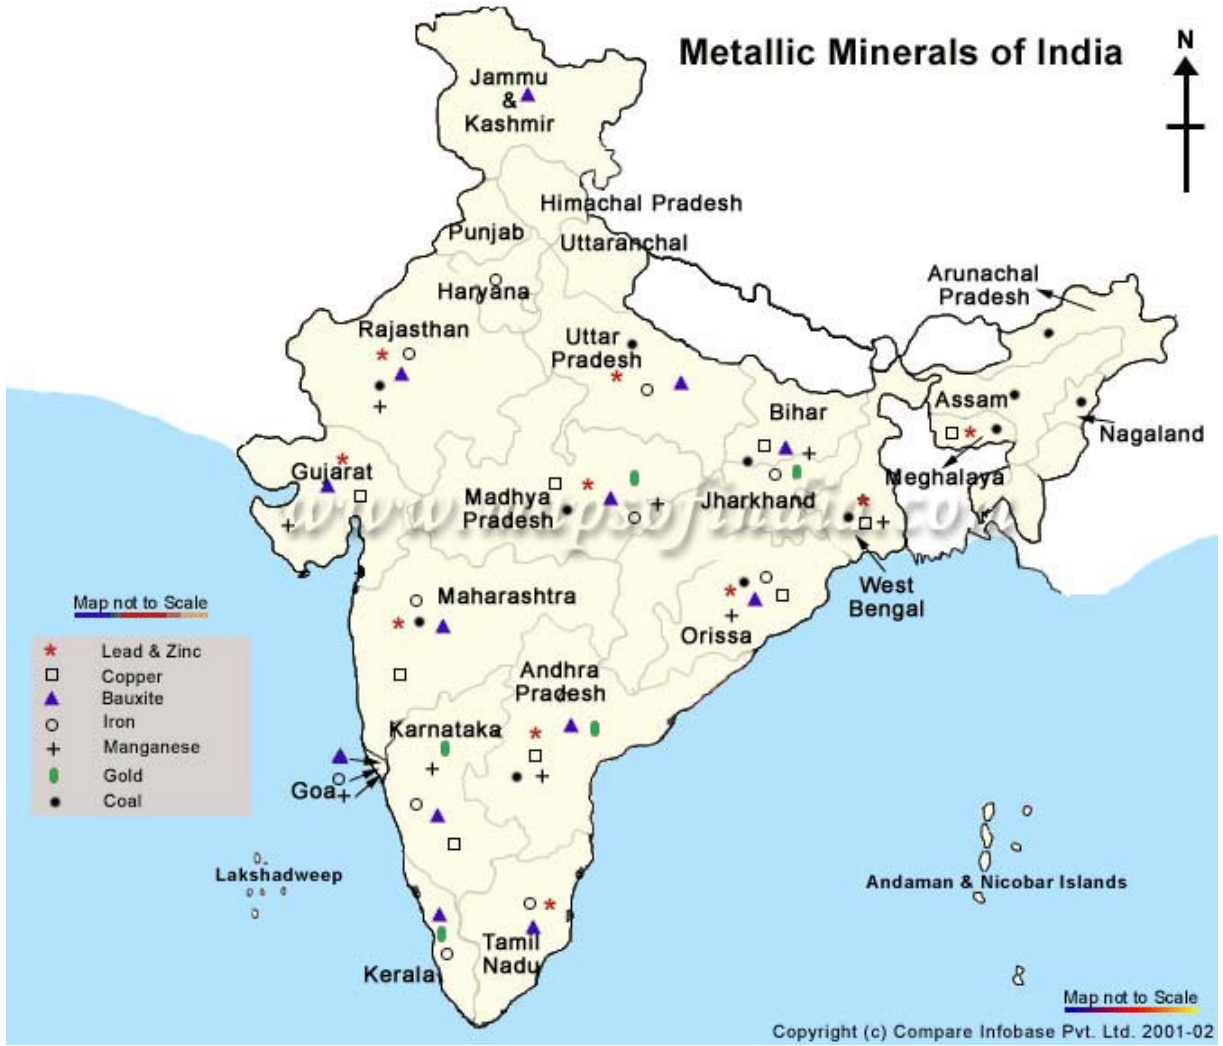 Metallic Minerals of India
N
Jammu
&
Kashmir
Himachal Pradesh
Punjab
Uttaranchal
Haryana
Arunachal
Pradesh
Rajasthan
Uttar
Pradesh
Bihar
Assam
Nagaland
Gujarat
Madhya
Pradesh
Jharkhand
Meghalaya
www.mapsofindia.com
West
Bengal
Maharashtra
Orissa
Andhra
Pradesh
Karnataka
Goa
Lakshadweep
Andaman & Nicobar Islands
Tamil
Nadu
Kerala
Map not to Scale
Lead & Zinc
Copper
Bauxite
Iron
Manganese
Gold
Coal
Map not to Scale
Copyright (c) Compare Infobase Pvt. Ltd. 2001-02